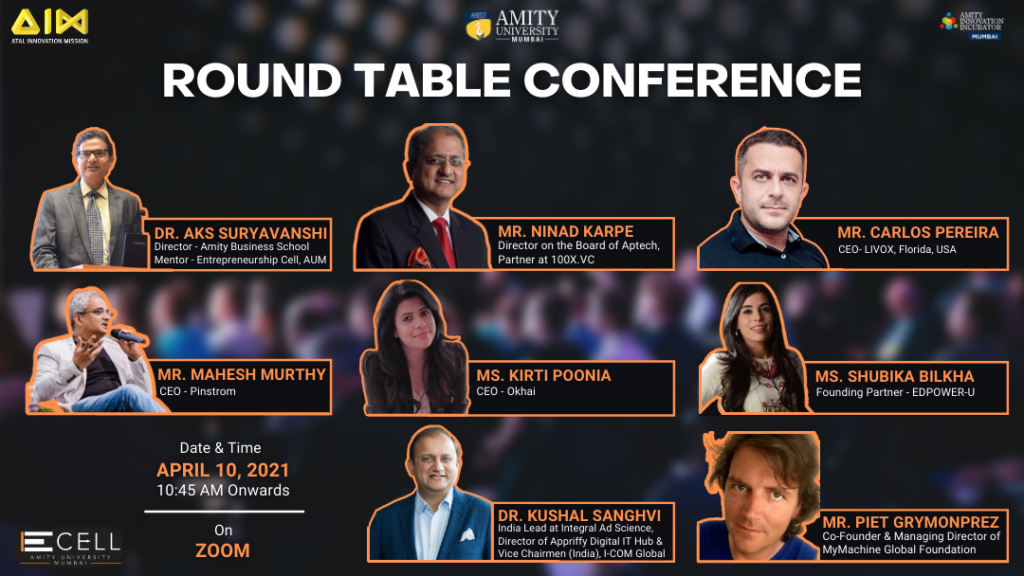 AIM
ATAL INNOVATION MISSION
AMITY
UNIVERSITY
MUMBAI
AMITY
INNOVATION
INCUBATOR
MUMBAI
ROUND TABLE CONFERENCE
DR. AKS SURYAVANSHI
Director - Amity Business School
Mentor - Entrepreneurship Cell, AUM
MR. NINAD KARPE
Director on the Board of Aptech,
Partner at 100X.VC
MR. CARLOS PEREIRA
CEO- LIVOX, Florida, USA
MR. MAHESH MURTHY
CEO - Pinstrom
MS. KIRTI POONIA
CEO - Okhai
MS. SHUBIKA BILKHA
Founding Partner - EDPOWER-U
Date & Time
APRIL 10, 2021
10:45 AM Onwards
On
ZOOM
DR. KUSHAL SANGHVI
India Lead at Integral Ad Science,
Director of Appriffy Digital IT Hub &
Vice Chairmen (India), I-COM Global
MR. PIET GRYMONPREZ
Co-Founder & Managing Director of
MyMachine Global Foundation
ECELL
AMITY UNIVERSITY
MUMBAI